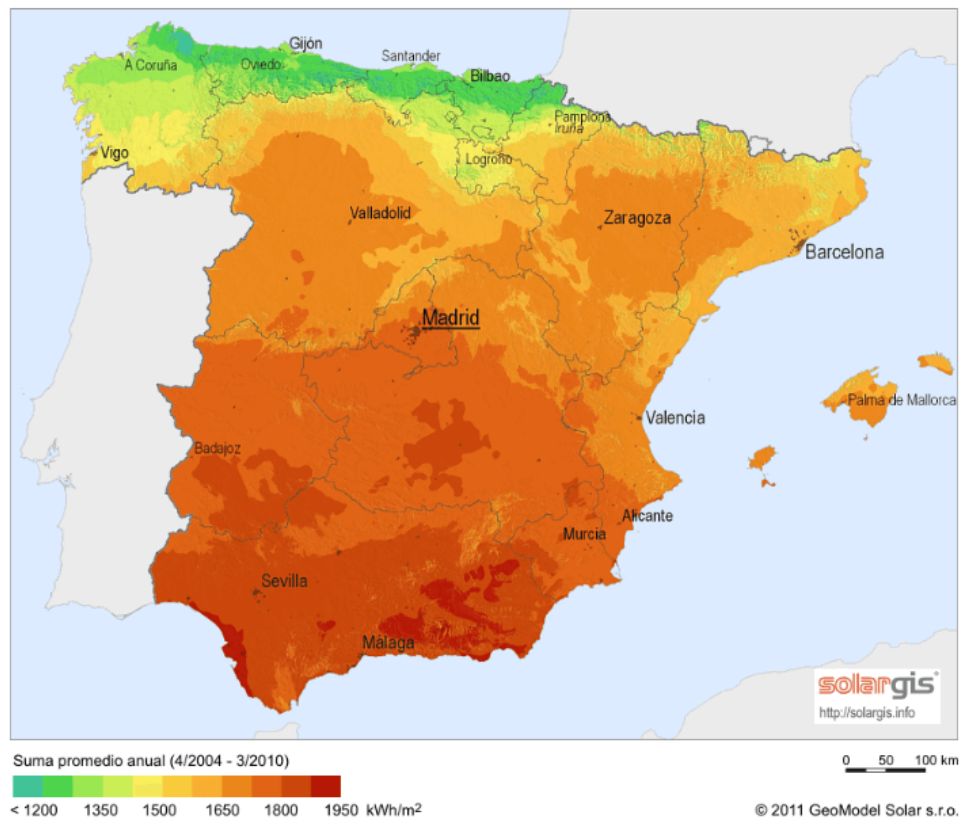 Gijón
Santander
A Coruña
Oviedo
Bilbao
Pamplona
Iruña
Vigo
Logroño
Valladolid
Zaragoza
Barcelona
Madrid
Palma de Mallorca
Valencia
Badajoz
Alicante
Murcia
Sevilla
Málaga
solargis
http://solargis.info
Suma promedio anual (4/2004 - 3/2010)
< 1200 1350 1500 1650 1800 1950 kWh/m²
0 50 100 km
© 2011 GeoModel Solar s.r.o.